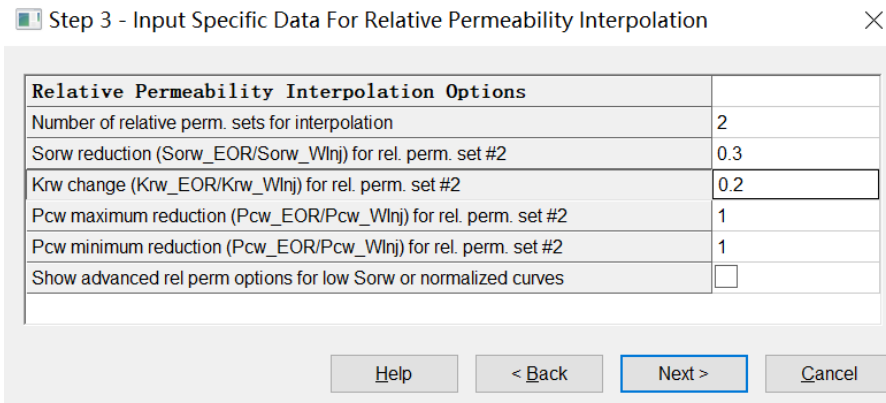 Step 3 - Input Specific Data For Relative Permeability Interpolation
Relative Permeability Interpolation Options
Number of relative perm. sets for interpolation 2
Sorw reduction (Sorw_EOR/Sorw_WInj) for rel. perm. set #2 0.3
Krw change (Krw_EOR/Krw_WInj) for rel. perm. set #2 0.2
Pcw maximum reduction (Pcw_EOR/Pcw_WInj) for rel. perm. set #2 1
Pcw minimum reduction (Pcw_EOR/Pcw_WInj) for rel. perm. set #2 1
Show advanced rel perm options for low Sorw or normalized curves
Help < Back Next > Cancel